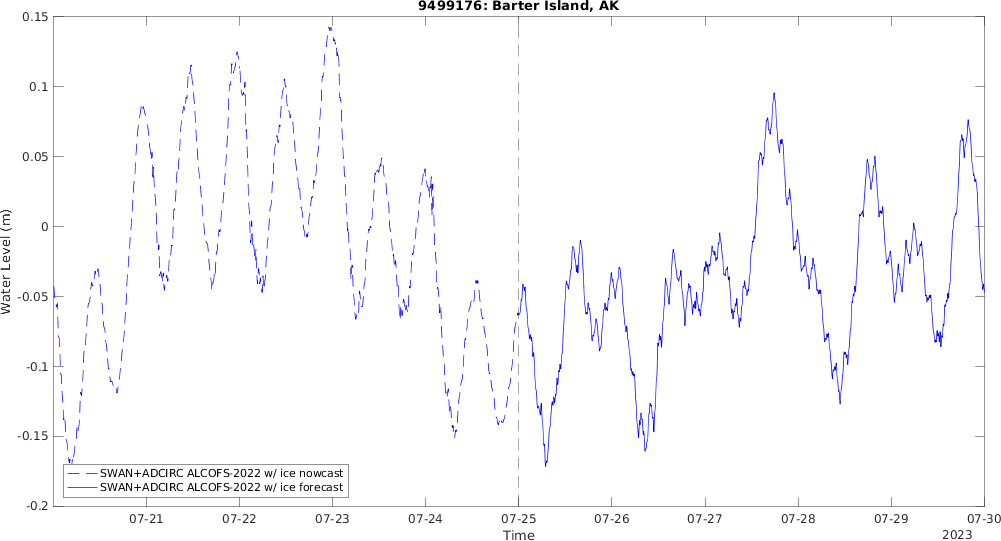 9499176: Barter Island, AK
0.15
0.1
0.05
0
-0.05
-0.1
-0.15
-0.2
Water Level (m)
SWAN+ADCIRC ALCOFS-2022 w/ ice nowcast
SWAN+ADCIRC ALCOFS-2022 w/ ice forecast
07-21 07-22 07-23 07-24 07-25 07-26 07-27 07-28 07-29 07-30
Time
2023